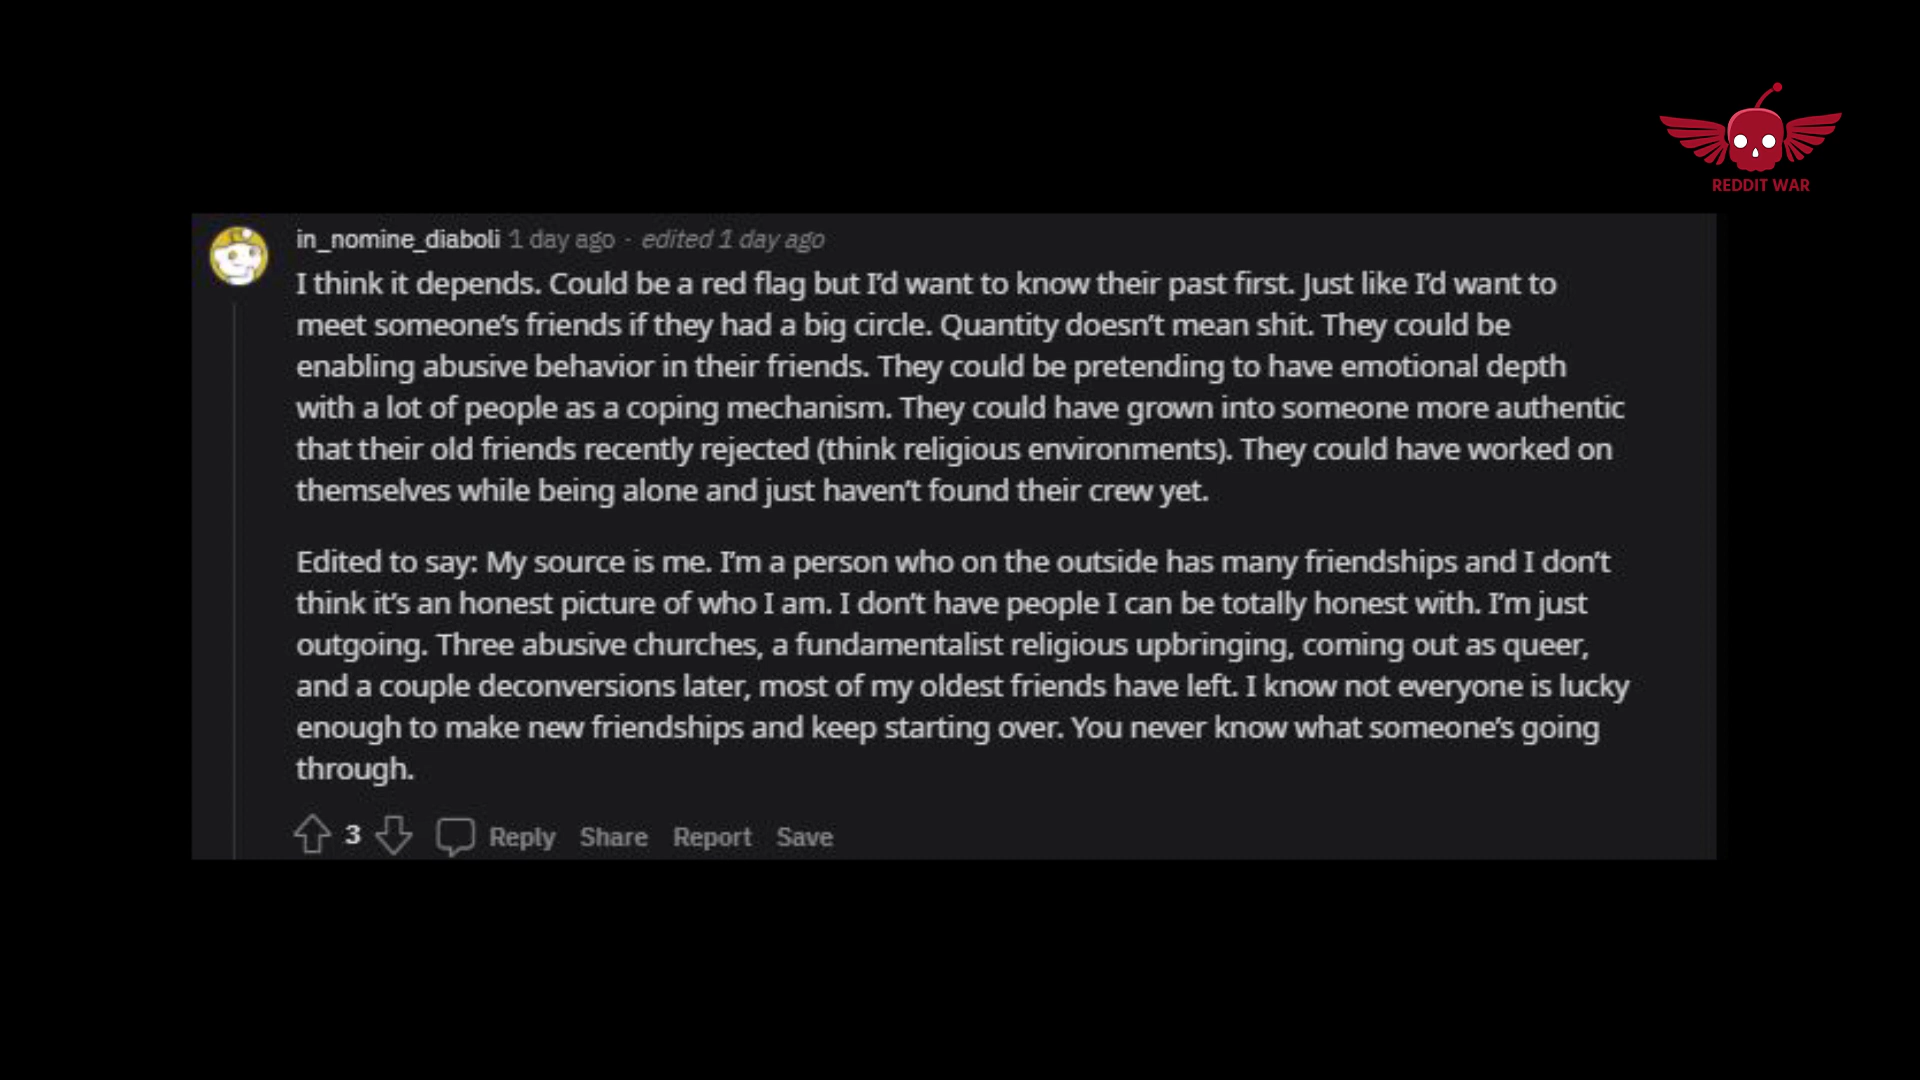 REDDIT WAR
in_nomine_diaboli 1 day ago · edited 1 day ago
I think it depends. Could be a red flag but I’d want to know their past first. Just like I’d want to
meet someone’s friends if they had a big circle. Quantity doesn’t mean shit. They could be
enabling abusive behavior in their friends. They could be pretending to have emotional depth
with a lot of people as a coping mechanism. They could have grown into someone more authentic
that their old friends recently rejected (think religious environments). They could have worked on
themselves while being alone and just haven’t found their crew yet.
Edited to say: My source is me. I’m a person who on the outside has many friendships and I don’t
think it’s an honest picture of who I am. I don’t have people I can be totally honest with. I’m just
outgoing. Three abusive churches, a fundamentalist religious upbringing, coming out as queer,
and a couple deconversions later, most of my oldest friends have left. I know not everyone is lucky
enough to make new friendships and keep starting over. You never know what someone’s going
through.
3 Reply Share Report Save